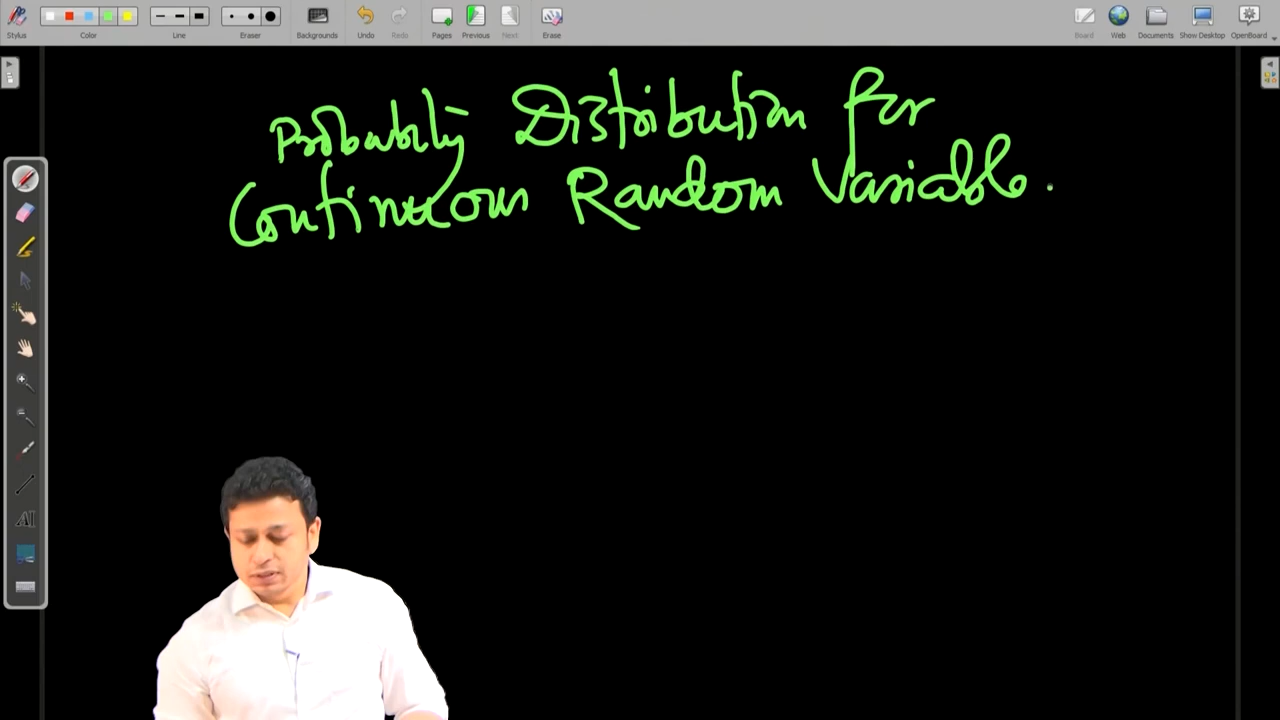 Stylus
Color
Line
Eraser
Backgrounds
Undo
Redo
Pages
Previous
Next
Erase
Board
Web
Documents
Show Desktop
OpenBoard
Probability Distribution for
Continuous Random Variable.
AI